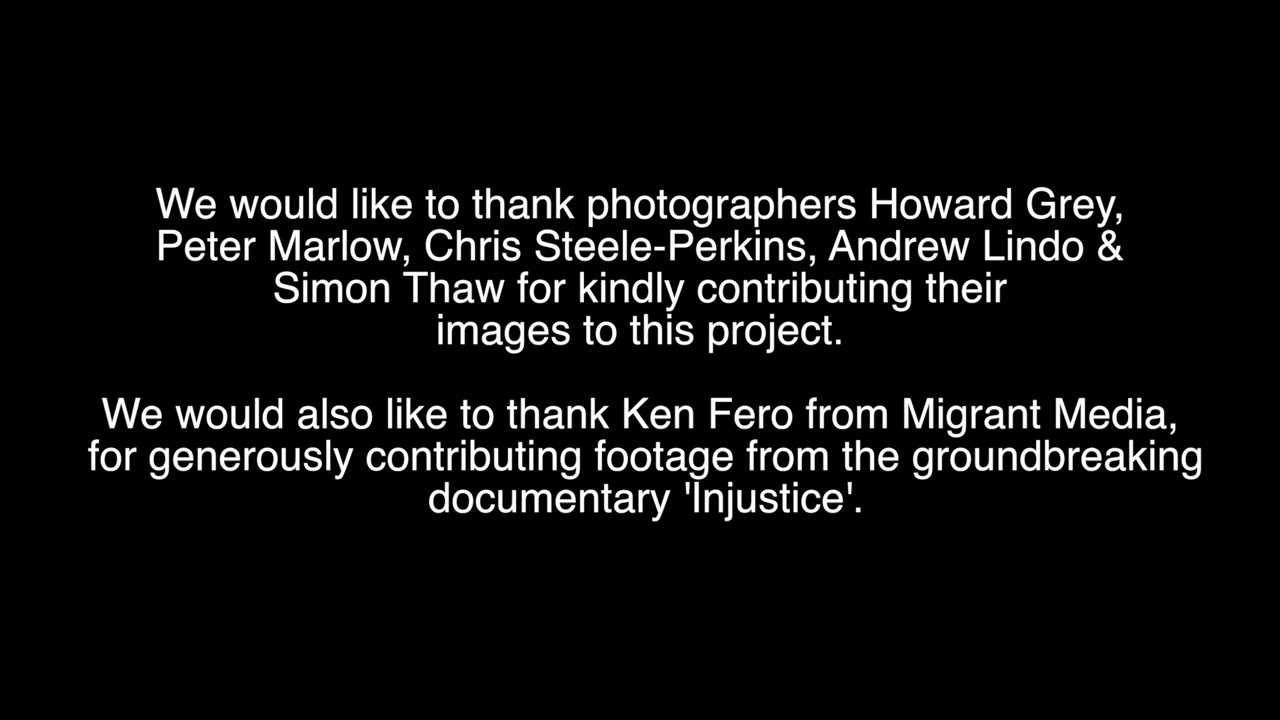 We would like to thank photographers Howard Grey,
Peter Marlow, Chris Steele-Perkins, Andrew Lindo &
Simon Thaw for kindly contributing their
images to this project.
We would also like to thank Ken Fero from Migrant Media,
for generously contributing footage from the groundbreaking
documentary 'Injustice'.